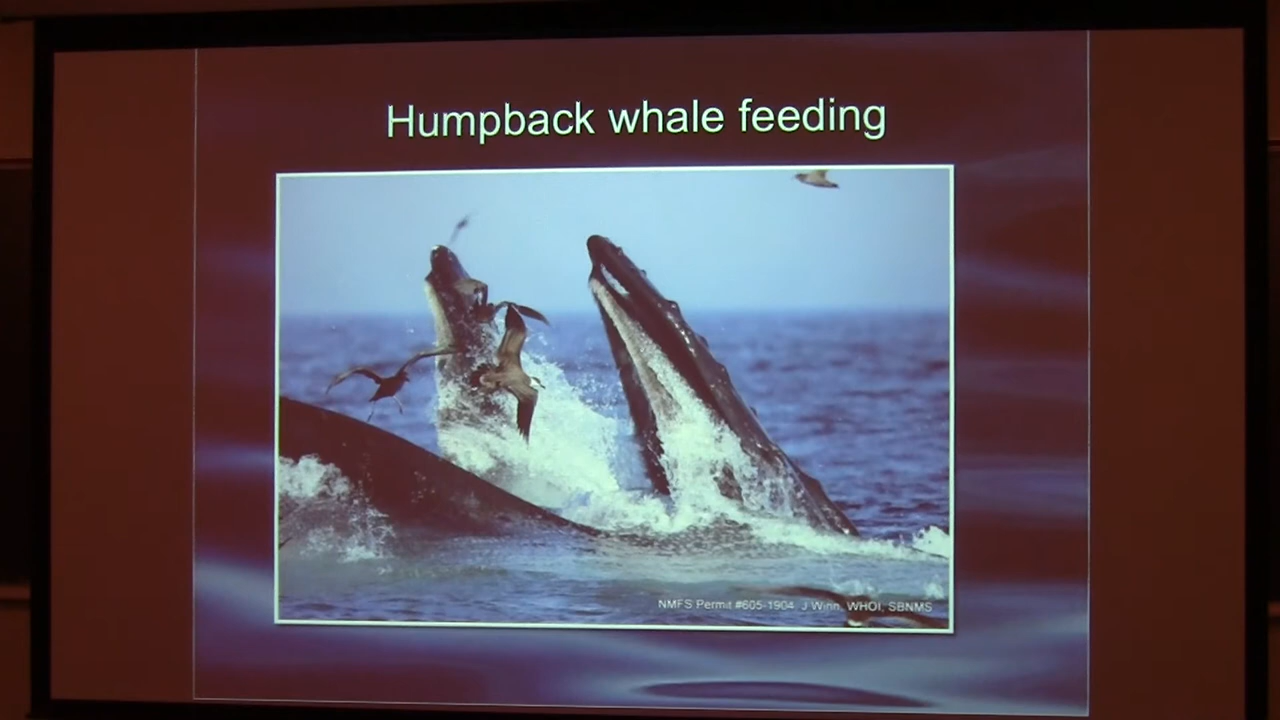 Humpback whale feeding
NMFS Permit #605-1904 J Winn, WHOI, SBNMS